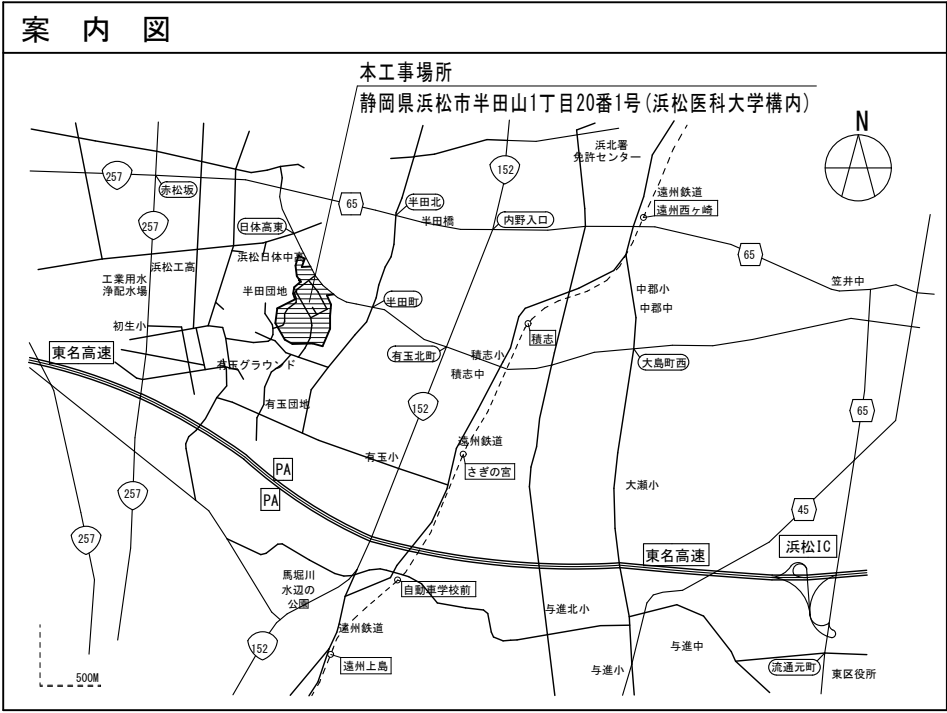 案 内 図
本工事場所
静岡県浜松市半田山1丁目20番1号(浜松医科大学構内)
N
浜北署
免許センター
257
赤松坂
152
遠州鉄道
遠州西ヶ崎
65
半田北
半田橋
内野入口
257
日体高東
浜松日体中高
浜松工高
工業用水
浄配水場
半田団地
65
笠井中
中郡小
中郡中
半田町
初生小
積志
東名高速
有玉グラウンド
有玉北町
積志小
積志中
大島町西
有玉団地
152
65
遠州鉄道
有玉小
さぎの宮
PA
PA
大瀬小
257
45
257
東名高速
浜松IC
馬堀川
水辺の
公園
自動車学校前
与進北小
遠州鉄道
152
与進中
遠州上島
与進小
流通元町
東区役所
500M